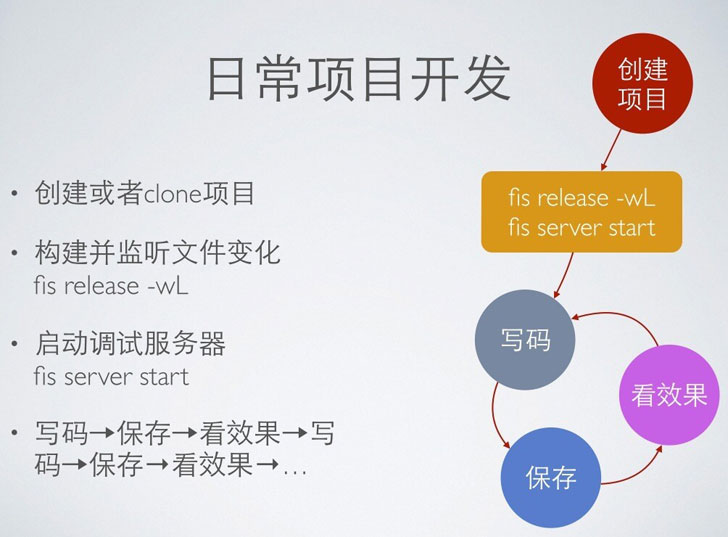 日常项目开发
• 创建或者clone项目
• 构建并监听文件变化
fis release -wL
• 启动调试服务器
fis server start
• 写码→保存→看效果→写
码→保存→看效果→…
创建
项目
fis release -wL
fis server start
写码
看效果
保存